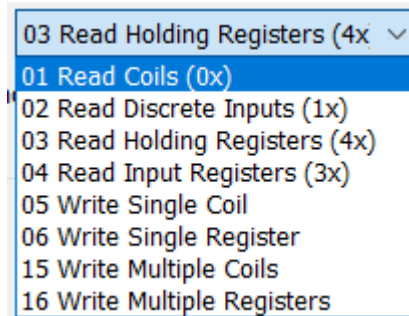 03 Read Holding Registers (4x
01 Read Coils (0x)
02 Read Discrete Inputs (1x)
03 Read Holding Registers (4x)
04 Read Input Registers (3x)
05 Write Single Coil
06 Write Single Register
15 Write Multiple Coils
16 Write Multiple Registers